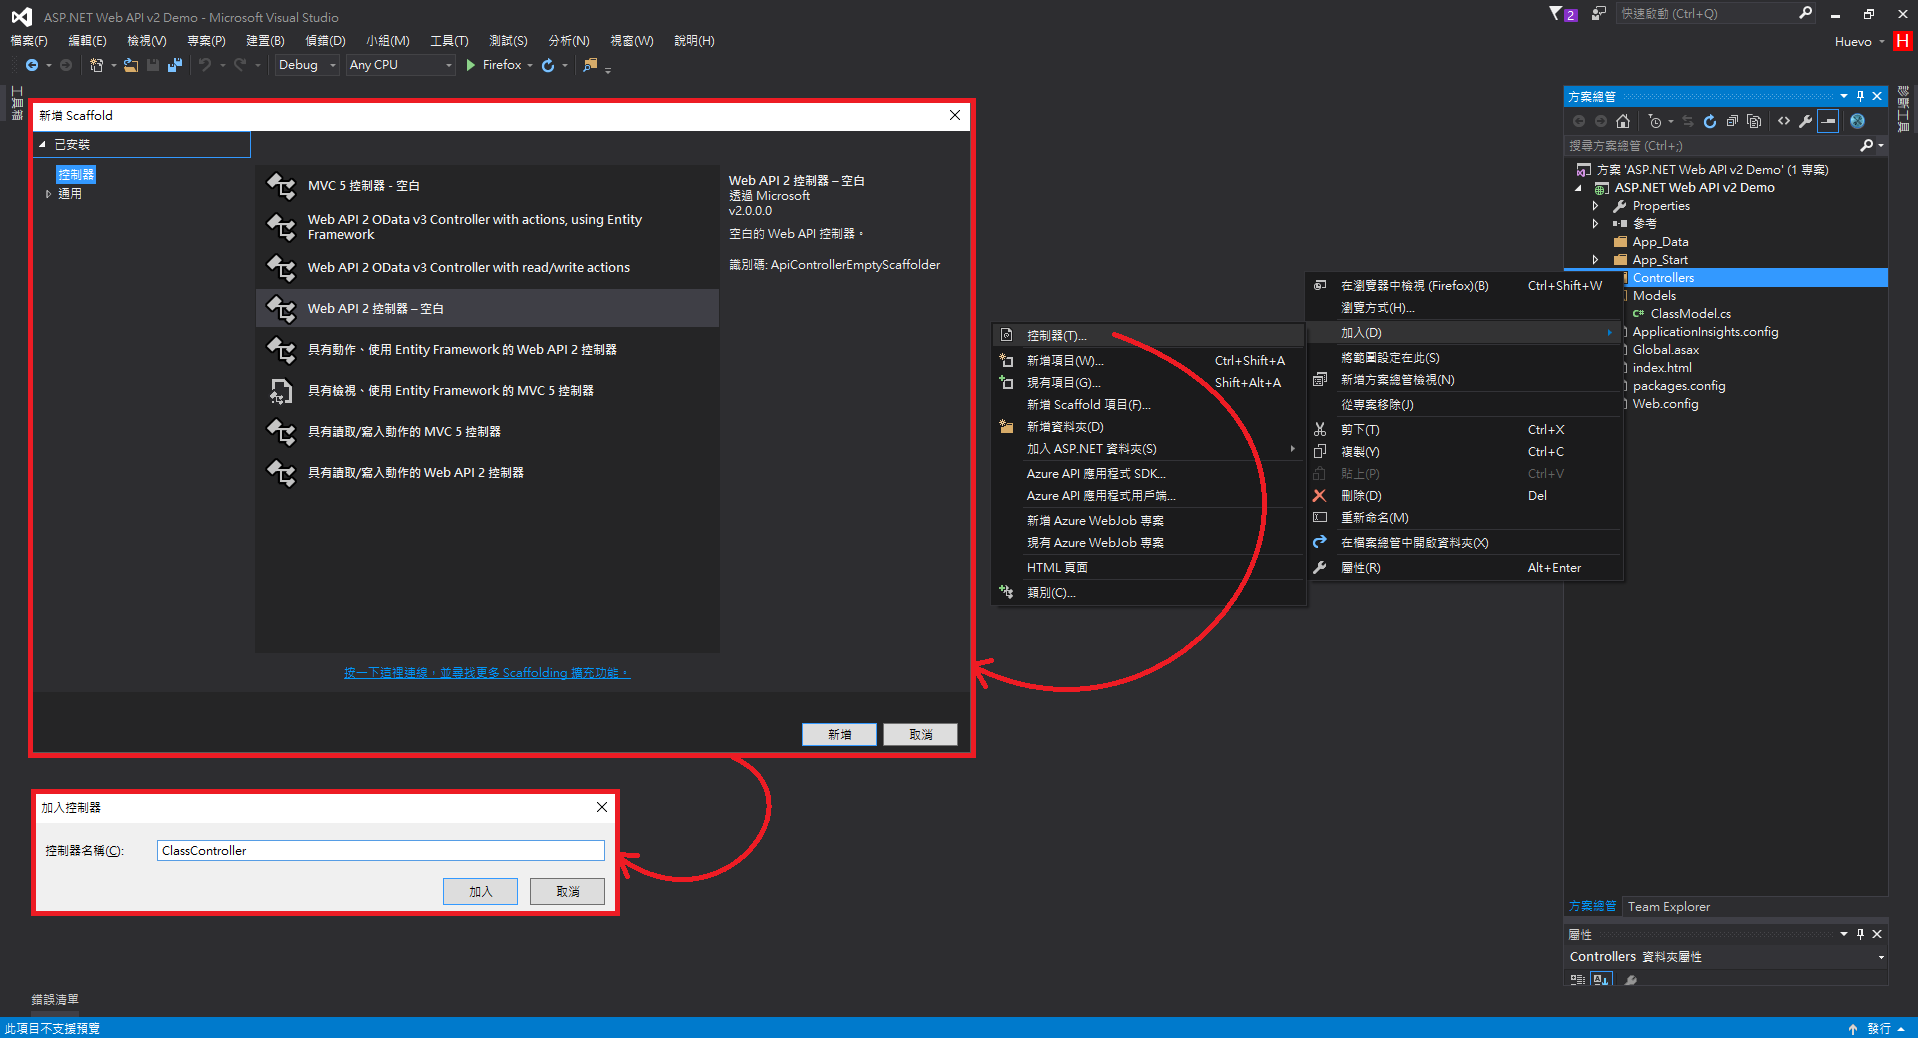 ASP.NET Web API v2 Demo - Microsoft Visual Studio
2
快速啟動 (Ctrl+Q)
檔案(F) 編輯(E) 檢視(V) 專案(P) 建置(B) 偵錯(D) 小組(M) 工具(T) 測試(S) 分析(N) 視窗(W) 說明(H)
Huevo H
Debug Any CPU Firefox
工具箱
新增 Scaffold
已安裝
控制器
通用
MVC 5 控制器 - 空白
Web API 2 OData v3 Controller with actions, using Entity
Framework
Web API 2 OData v3 Controller with read/write actions
Web API 2 控制器 – 空白
具有動作、使用 Entity Framework 的 Web API 2 控制器
具有檢視、使用 Entity Framework 的 MVC 5 控制器
具有讀取/寫入動作的 MVC 5 控制器
具有讀取/寫入動作的 Web API 2 控制器
按一下這裡連線，並尋找更多 Scaffolding 擴充功能。
Web API 2 控制器 – 空白
透過 Microsoft
v2.0.0.0
空白的 Web API 控制器。
識別碼: ApiControllerEmptyScaffolder
新增 取消
加入控制器
控制器名稱(C): ClassController
加入 取消
控制器(T)...
新增項目(W)... Ctrl+Shift+A
現有項目(G)... Shift+Alt+A
新增 Scaffold 項目(F)...
新增資料夾(D)
加入 ASP.NET 資料夾(S)
Azure API 應用程式 SDK...
Azure API 應用程式用戶端...
新增 Azure WebJob 專案
現有 Azure WebJob 專案
HTML 頁面
類別(C)...
在瀏覽器中檢視 (Firefox)(B) Ctrl+Shift+W
瀏覽方式(H)...
加入(D)
將範圍設定在此(S)
新增方案總管檢視(N)
從專案移除(J)
剪下(T) Ctrl+X
複製(Y) Ctrl+C
貼上(P) Ctrl+V
刪除(D) Del
重新命名(M)
在檔案總管中開啟資料夾(X)
屬性(R) Alt+Enter
方案總管
搜尋方案總管 (Ctrl+;)
方案 'ASP.NET Web API v2 Demo' (1 專案)
ASP.NET Web API v2 Demo
Properties
參考
App_Data
App_Start
Controllers
Models
C# ClassModel.cs
ApplicationInsights.config
Global.asax
index.html
packages.config
Web.config
診斷工具
方案總管 Team Explorer
屬性
Controllers 資料夾屬性
錯誤清單
此項目不支援預覽
發行